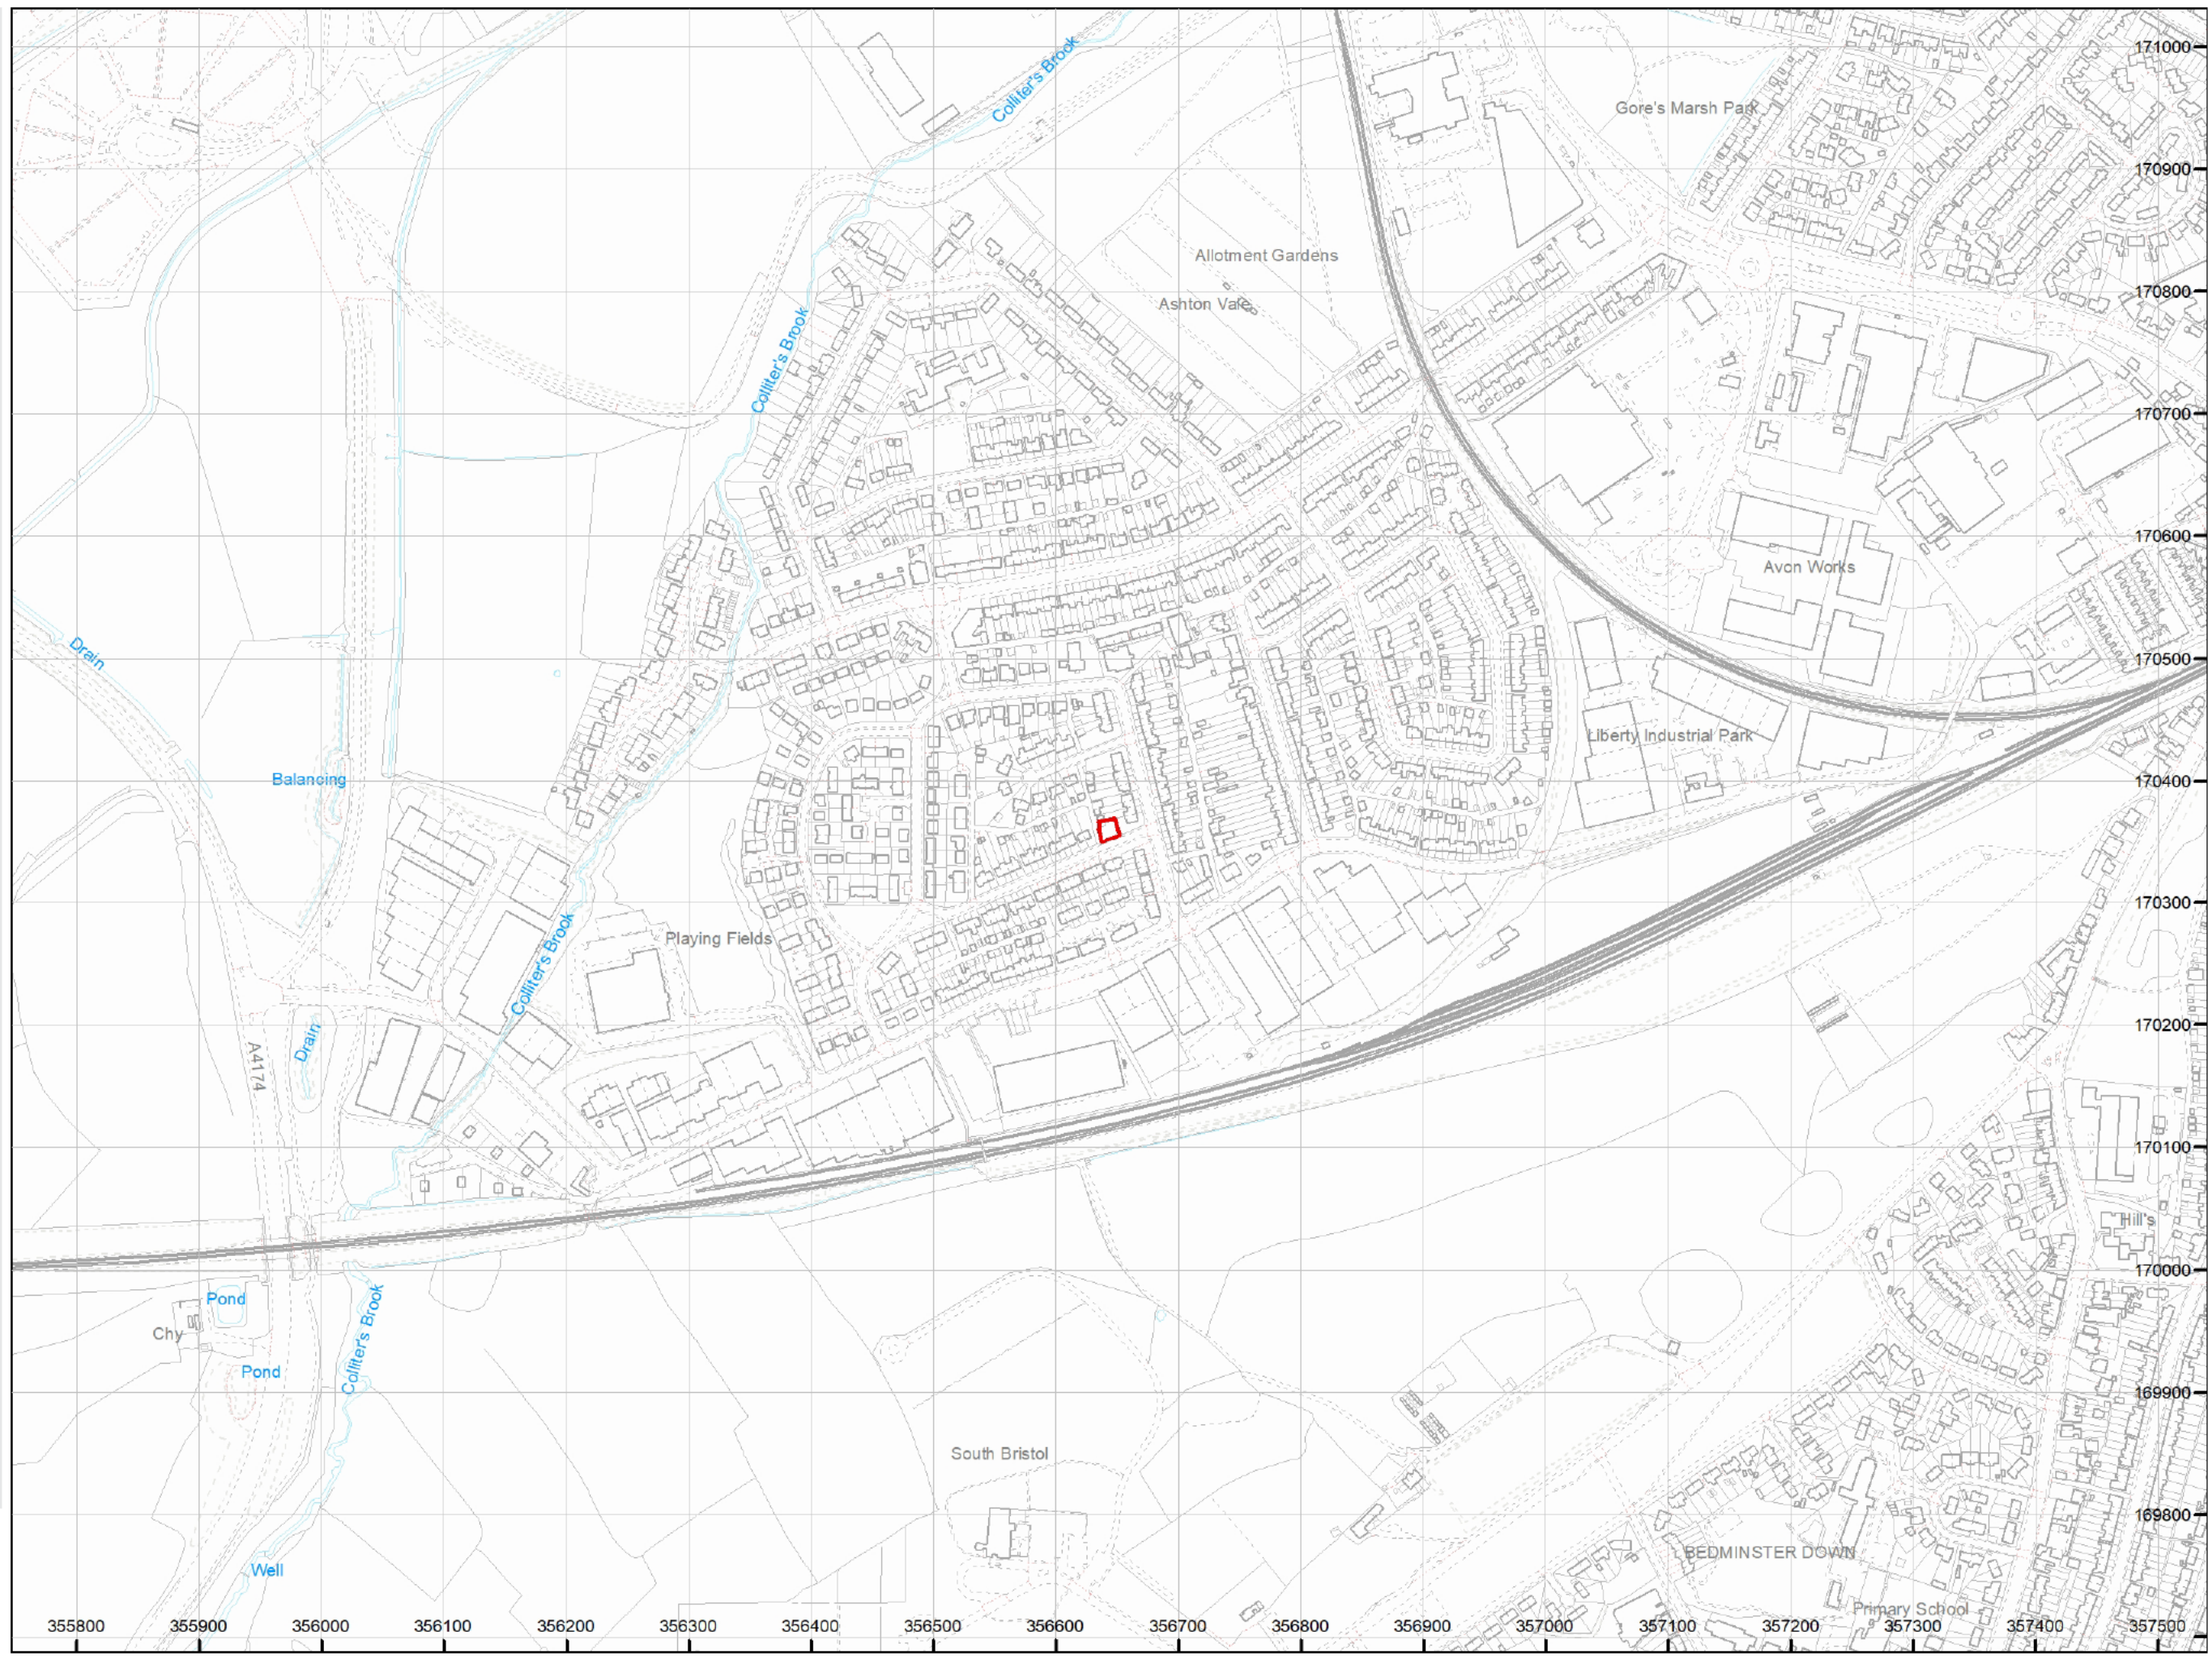 171000
Colliter's Brook
Gore's Marsh Park
170900
Allotment Gardens
170800
Ashton Vale
Colliter's Brook
170700
170600
Avon Works
Drain
170500
Liberty Industrial Park
Balancing
170400
170300
Playing Fields
Colliter's Brook
170200
Drain
A4174
170100
Hill's
170000
Pond
Chy
Colliter's Brook
Pond
169900
South Bristol
169800
BEDMINSTER DOWN
Well
Primary School
355800 355900 356000 356100 356200 356300 356400 356500 356600 356700 356800 356900 357000 357100 357200 357300 357400 357500